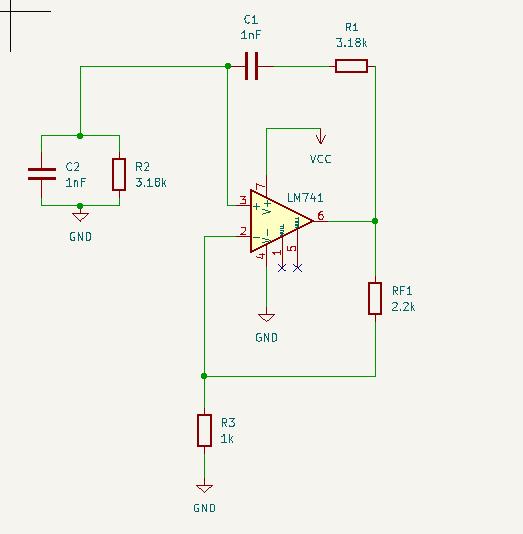 C1
1nF
R1
3.18k
C2
1nF
R2
3.18k
GND
VCC
LM741
7
V+
3
+
6
2
-
V-
4
1
5
GND
RF1
2.2k
R3
1k
GND